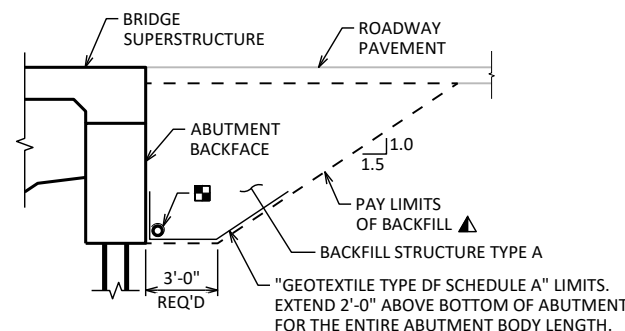 BRIDGE
SUPERSTRUCTURE
ROADWAY
PAVEMENT
ABUTMENT
BACKFACE
1.0
1.5
PAY LIMITS
OF BACKFILL
BACKFILL STRUCTURE TYPE A
3'-0"
REQ'D
"GEOTEXTILE TYPE DF SCHEDULE A" LIMITS.
EXTEND 2'-0" ABOVE BOTTOM OF ABUTMENT
FOR THE ENTIRE ABUTMENT BODY LENGTH.